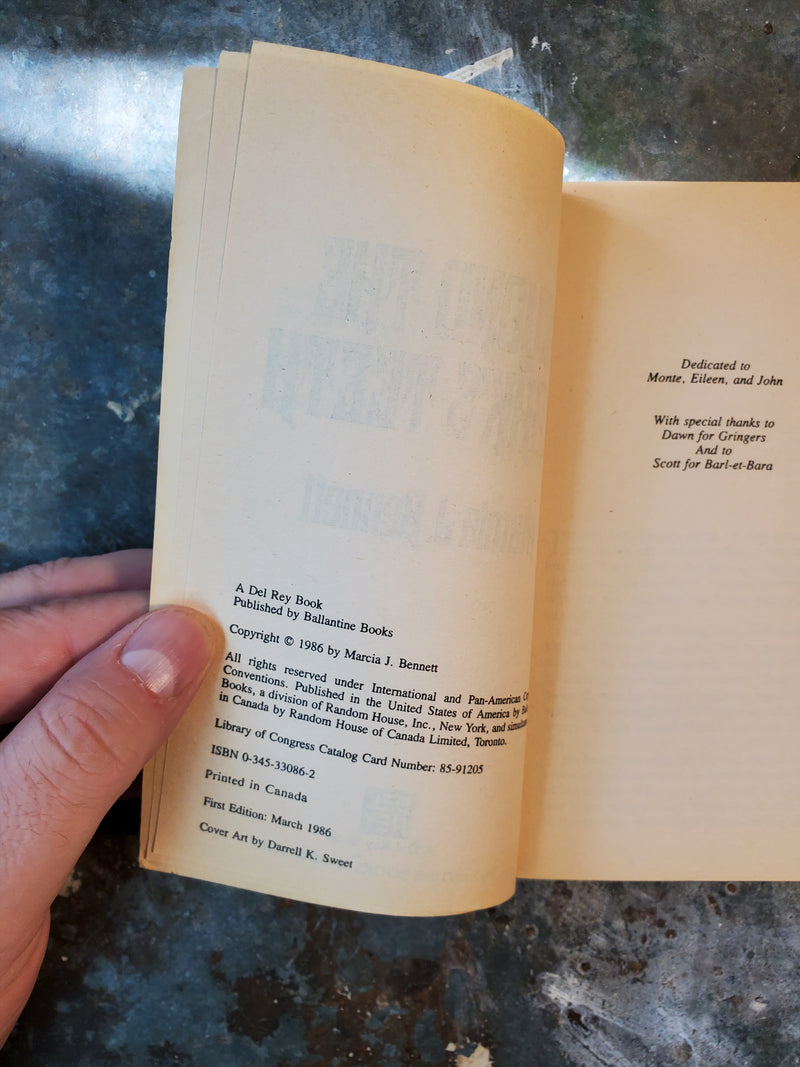 A Del Rey Book
Published by Ballantine Books
Copyright © 1986 by Marcia J. Bennett
All rights reserved under International and Pan-American
Conventions. Published in the United States of America by
Books, a division of Random House, Inc., New York, and
in Canada by Random House of Canada Limited, Toronto.
Library of Congress Catalog Card Number: 85-91205
ISBN 0-345-33086-2
Printed in Canada
First Edition: March 1986
Cover Art by Darrell K. Sweet
Dedicated to
Monte, Eileen, and John
With special thanks to
Dawn for Gringers
And to
Scott for Barl-et-Bara